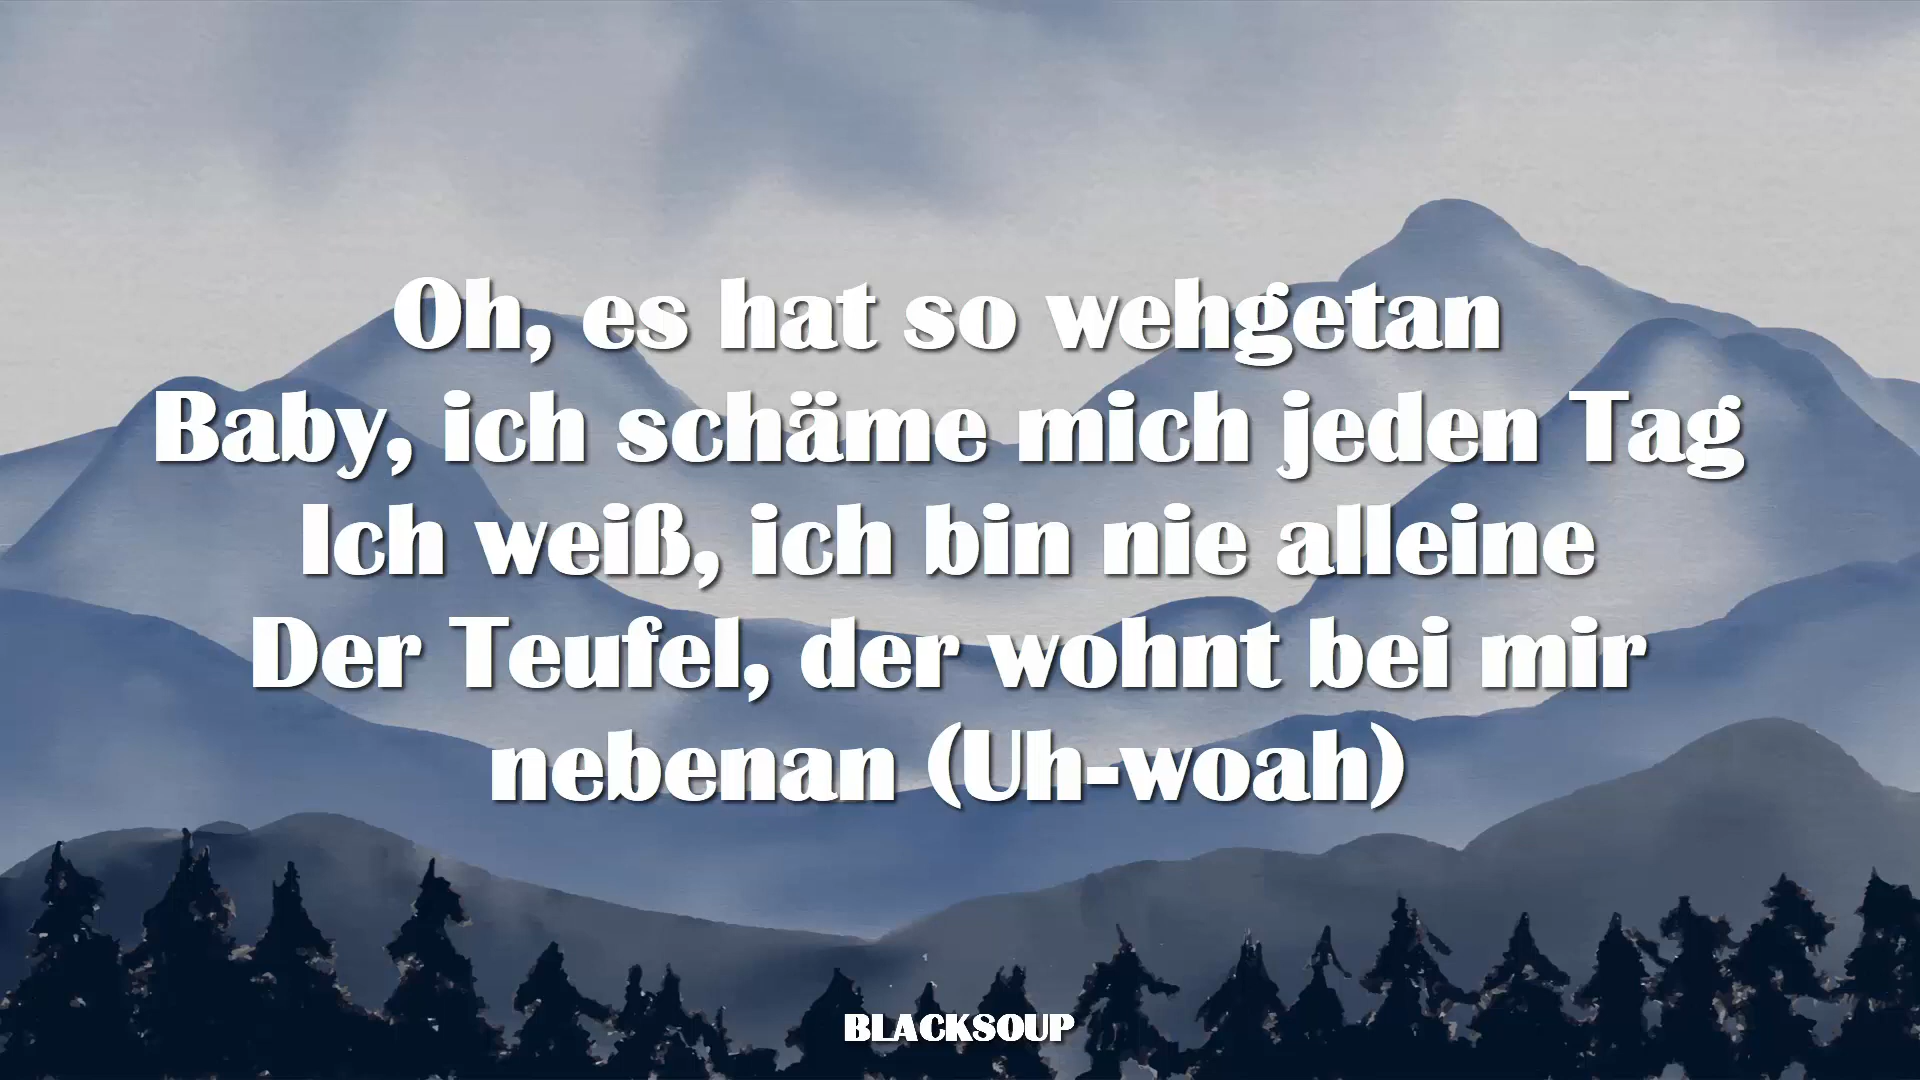 Oh, es hat so wehgetan
Baby, ich schäme mich jeden Tag
Ich weiß, ich bin nie alleine
Der Teufel, der wohnt bei mir
nebenan (Uh-woah)
BLACKSOUP